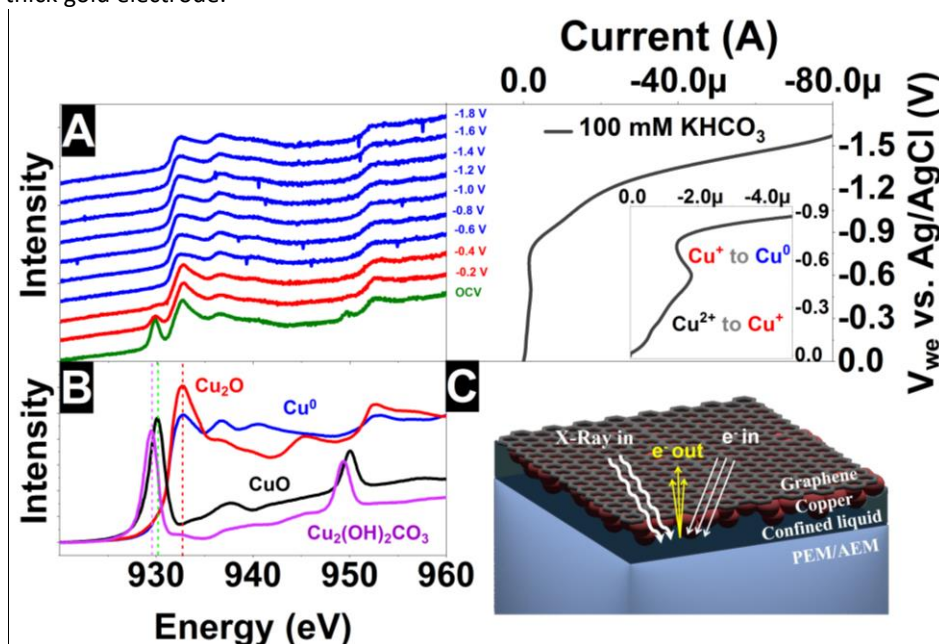 thick gold electrode.
Current (A)
0.0 -40.0µ -80.0µ
A
-1.8 V
-1.6 V
-1.4 V
-1.2 V
-1.0 V
-0.8 V
-0.6 V
-0.4 V
-0.2 V
OCV
Intensity
100 mM KHCO₃
0.0 -2.0µ -4.0µ
Cu⁺ to Cu⁰
Cu²⁺ to Cu⁺
-0.9
-0.6
-0.3
0.0
-1.5
-1.2
-0.9
-0.6
-0.3
0.0
V_we vs. Ag/AgCl (V)
B
Cu₂O
Cu⁰
CuO
Cu₂(OH)₂CO₃
Intensity
930 940 950 960
Energy (eV)
C
X-Ray in
e⁻ out
e⁻ in
Graphene
Copper
Confined liquid
PEM/AEM